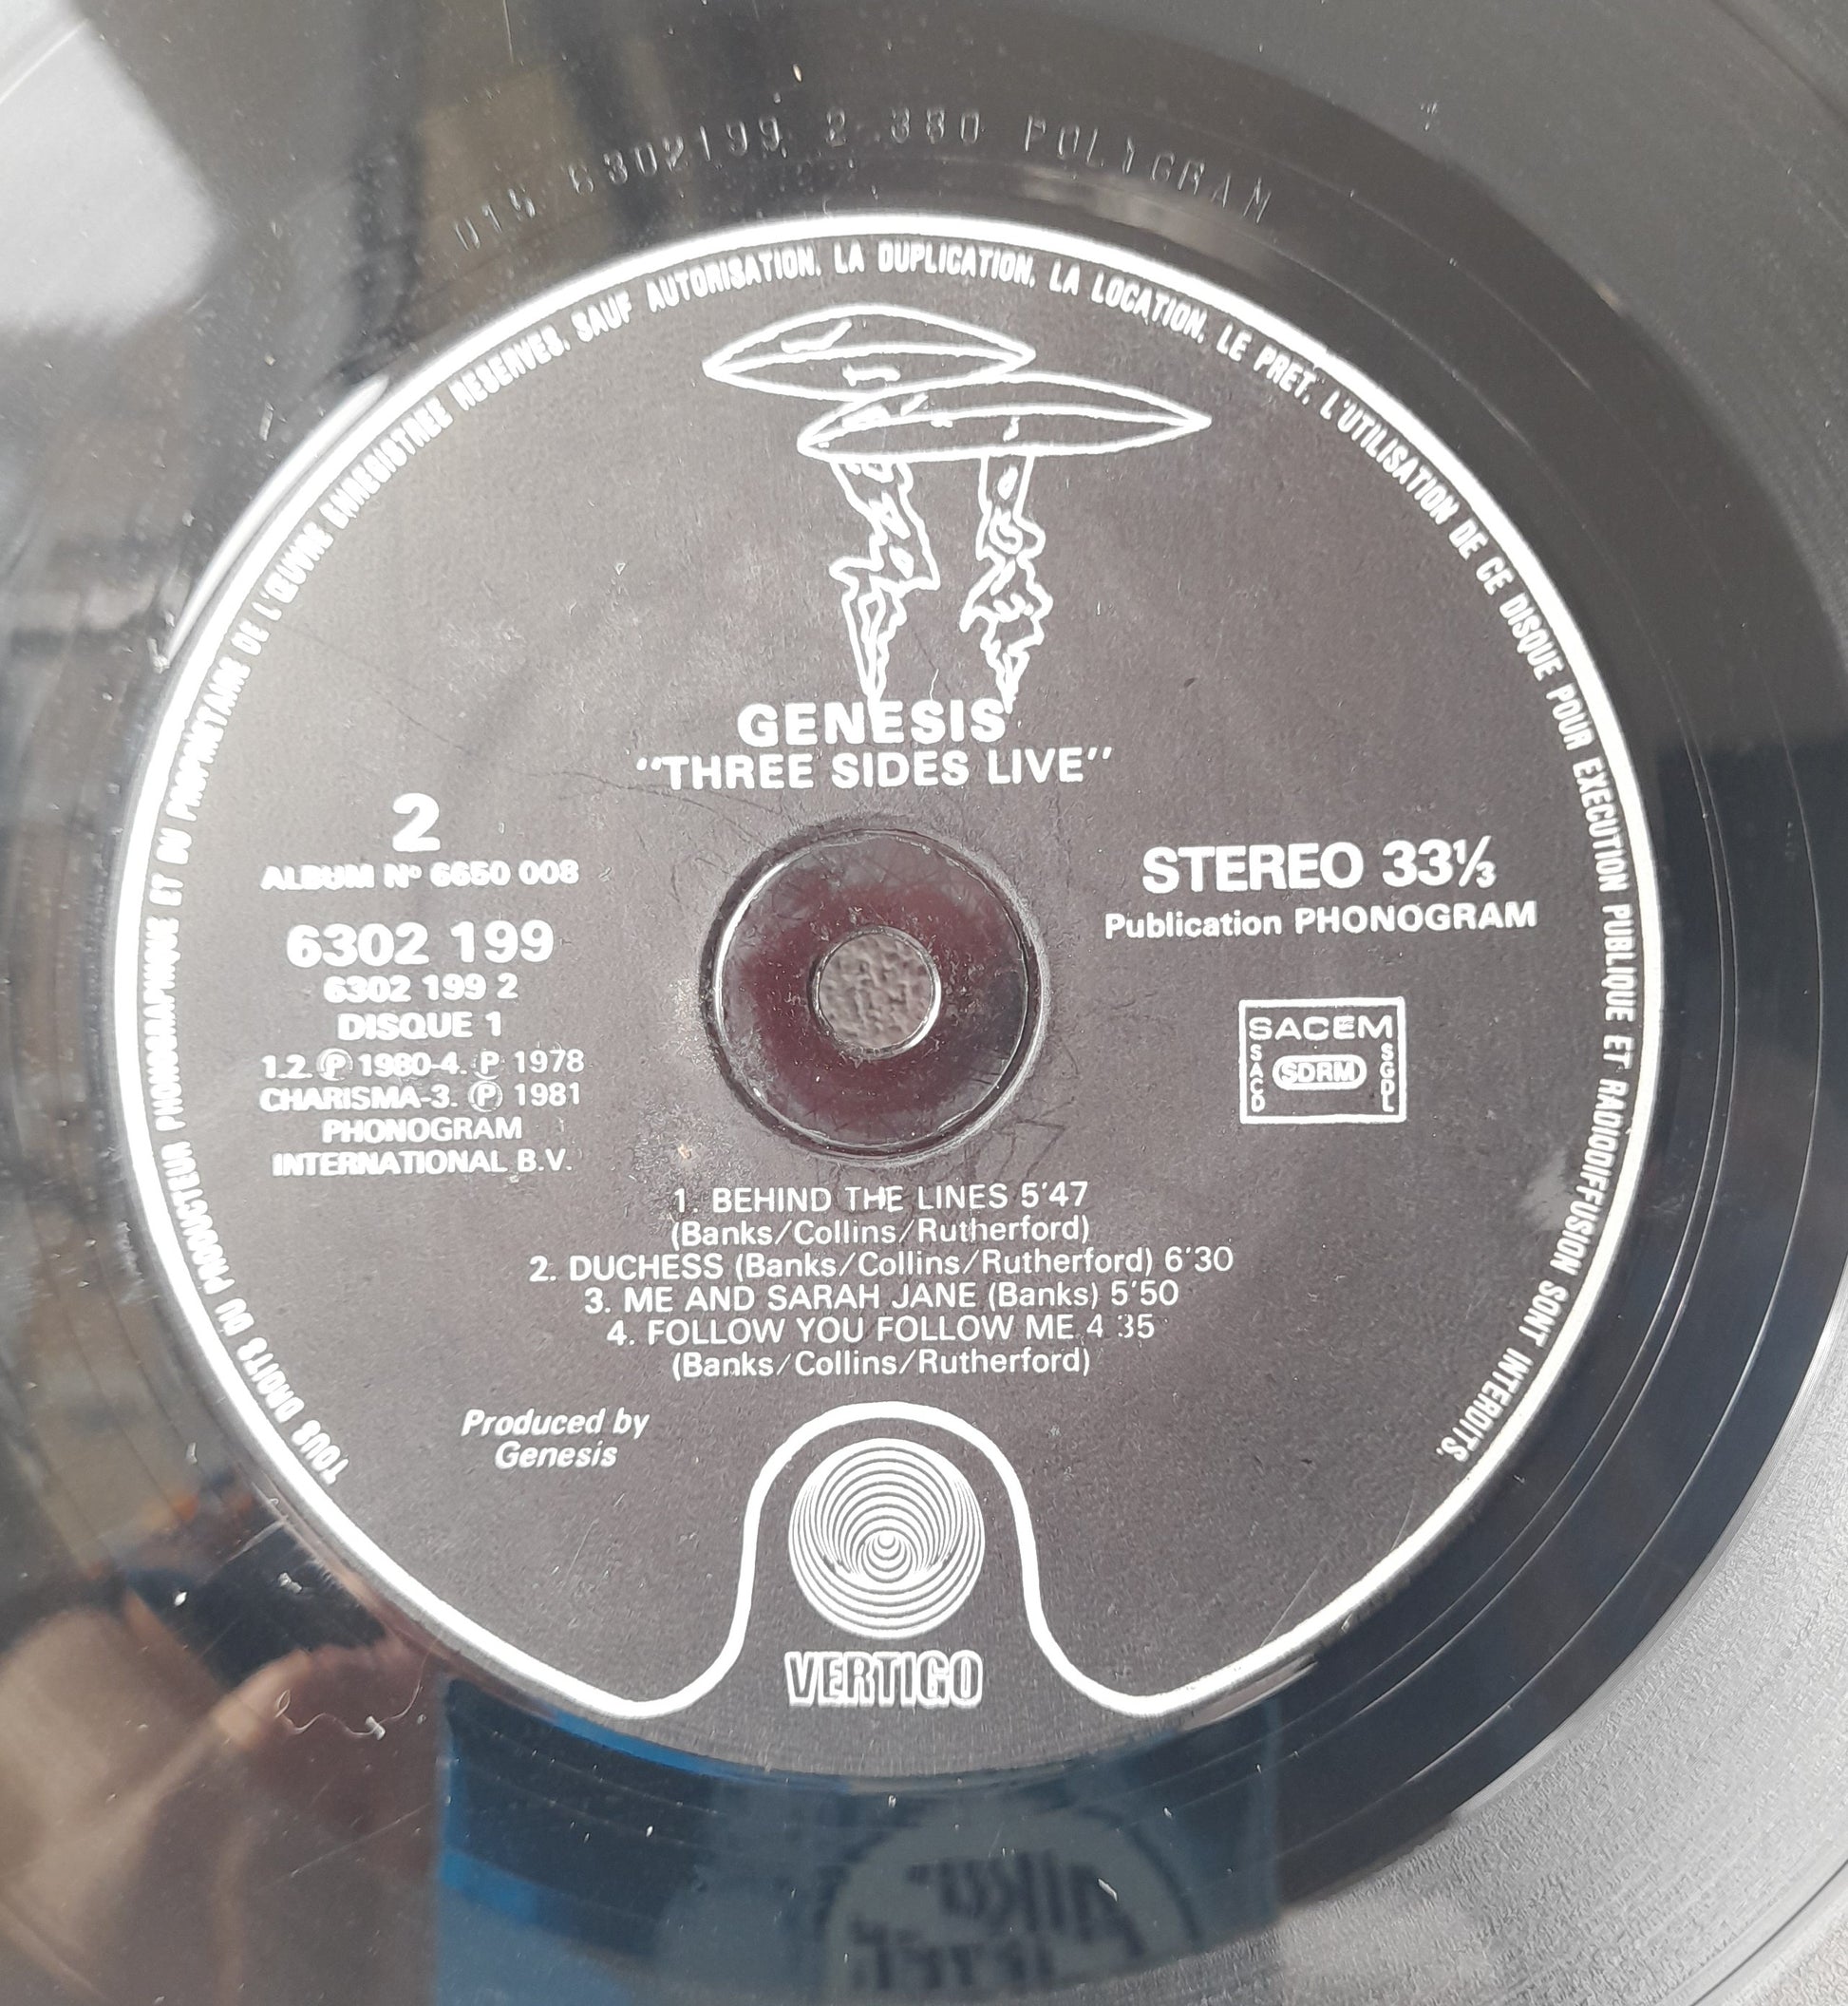 015 6302199 2 380 POLYGRAM
TOUS DROITS DU PRODUCTEUR PHONOGRAPHIQUE ET DU PROPRIETAIRE DE L'ŒUVRE ENREGISTREE RESERVES. SAUF AUTORISATION, LA DUPLICATION, LA LOCATION, LE PRET, L'UTILISATION DE CE DISQUE POUR EXECUTION PUBLIQUE ET RADIODIFFUSION SONT INTERDITS.
GENESIS
"THREE SIDES LIVE"
2
ALBUM Nº 6650 008
6302 199
6302 199 2
DISQUE 1
1.2. ℗ 1980-4. ℗ 1978
CHARISMA-3. ℗ 1981
PHONOGRAM
INTERNATIONAL B.V.
STEREO 33⅓
Publication PHONOGRAM
SACEM
SACD
SDRM
SGDL
1. BEHIND THE LINES 5'47
(Banks/Collins/Rutherford)
2. DUCHESS (Banks/Collins/Rutherford) 6'30
3. ME AND SARAH JANE (Banks) 5'50
4. FOLLOW YOU FOLLOW ME 4 35
(Banks/Collins/Rutherford)
Produced by
Genesis
VERTIGO